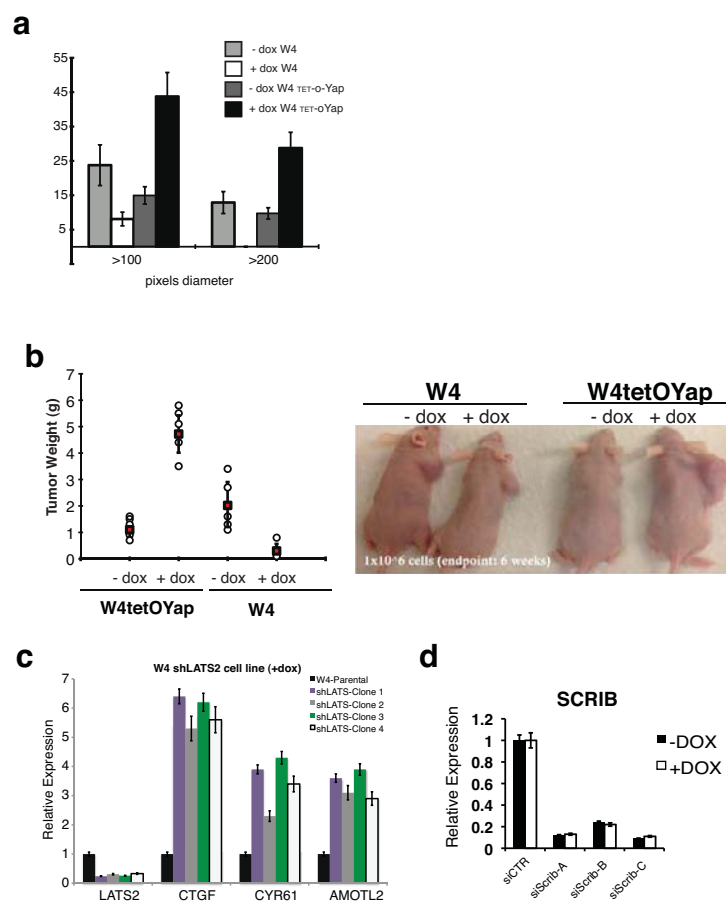 a
55
45
35
25
15
5
- dox W4
+ dox W4
- dox W4 TET-o-Yap
+ dox W4 TET-oYap
>100
>200
pixels diameter
b
7
6
5
4
3
2
1
0
Tumor Weight (g)
- dox + dox - dox + dox
W4tetOYap W4
W4 W4tetOYap
- dox + dox - dox + dox
1x10^6 cells (endpoint: 6 weeks)
c
W4 shLATS2 cell line (+dox)
7
6
5
4
3
2
1
0
Relative Expression
W4-Parental
shLATS-Clone 1
shLATS-Clone 2
shLATS-Clone 3
shLATS-Clone 4
LATS2 CTGF CYR61 AMOTL2
d
SCRIB
1.2
1
0.8
0.6
0.4
0.2
0
Relative Expression
-DOX
+DOX
siCTR
siScrib-A
siScrib-B
siScrib-C